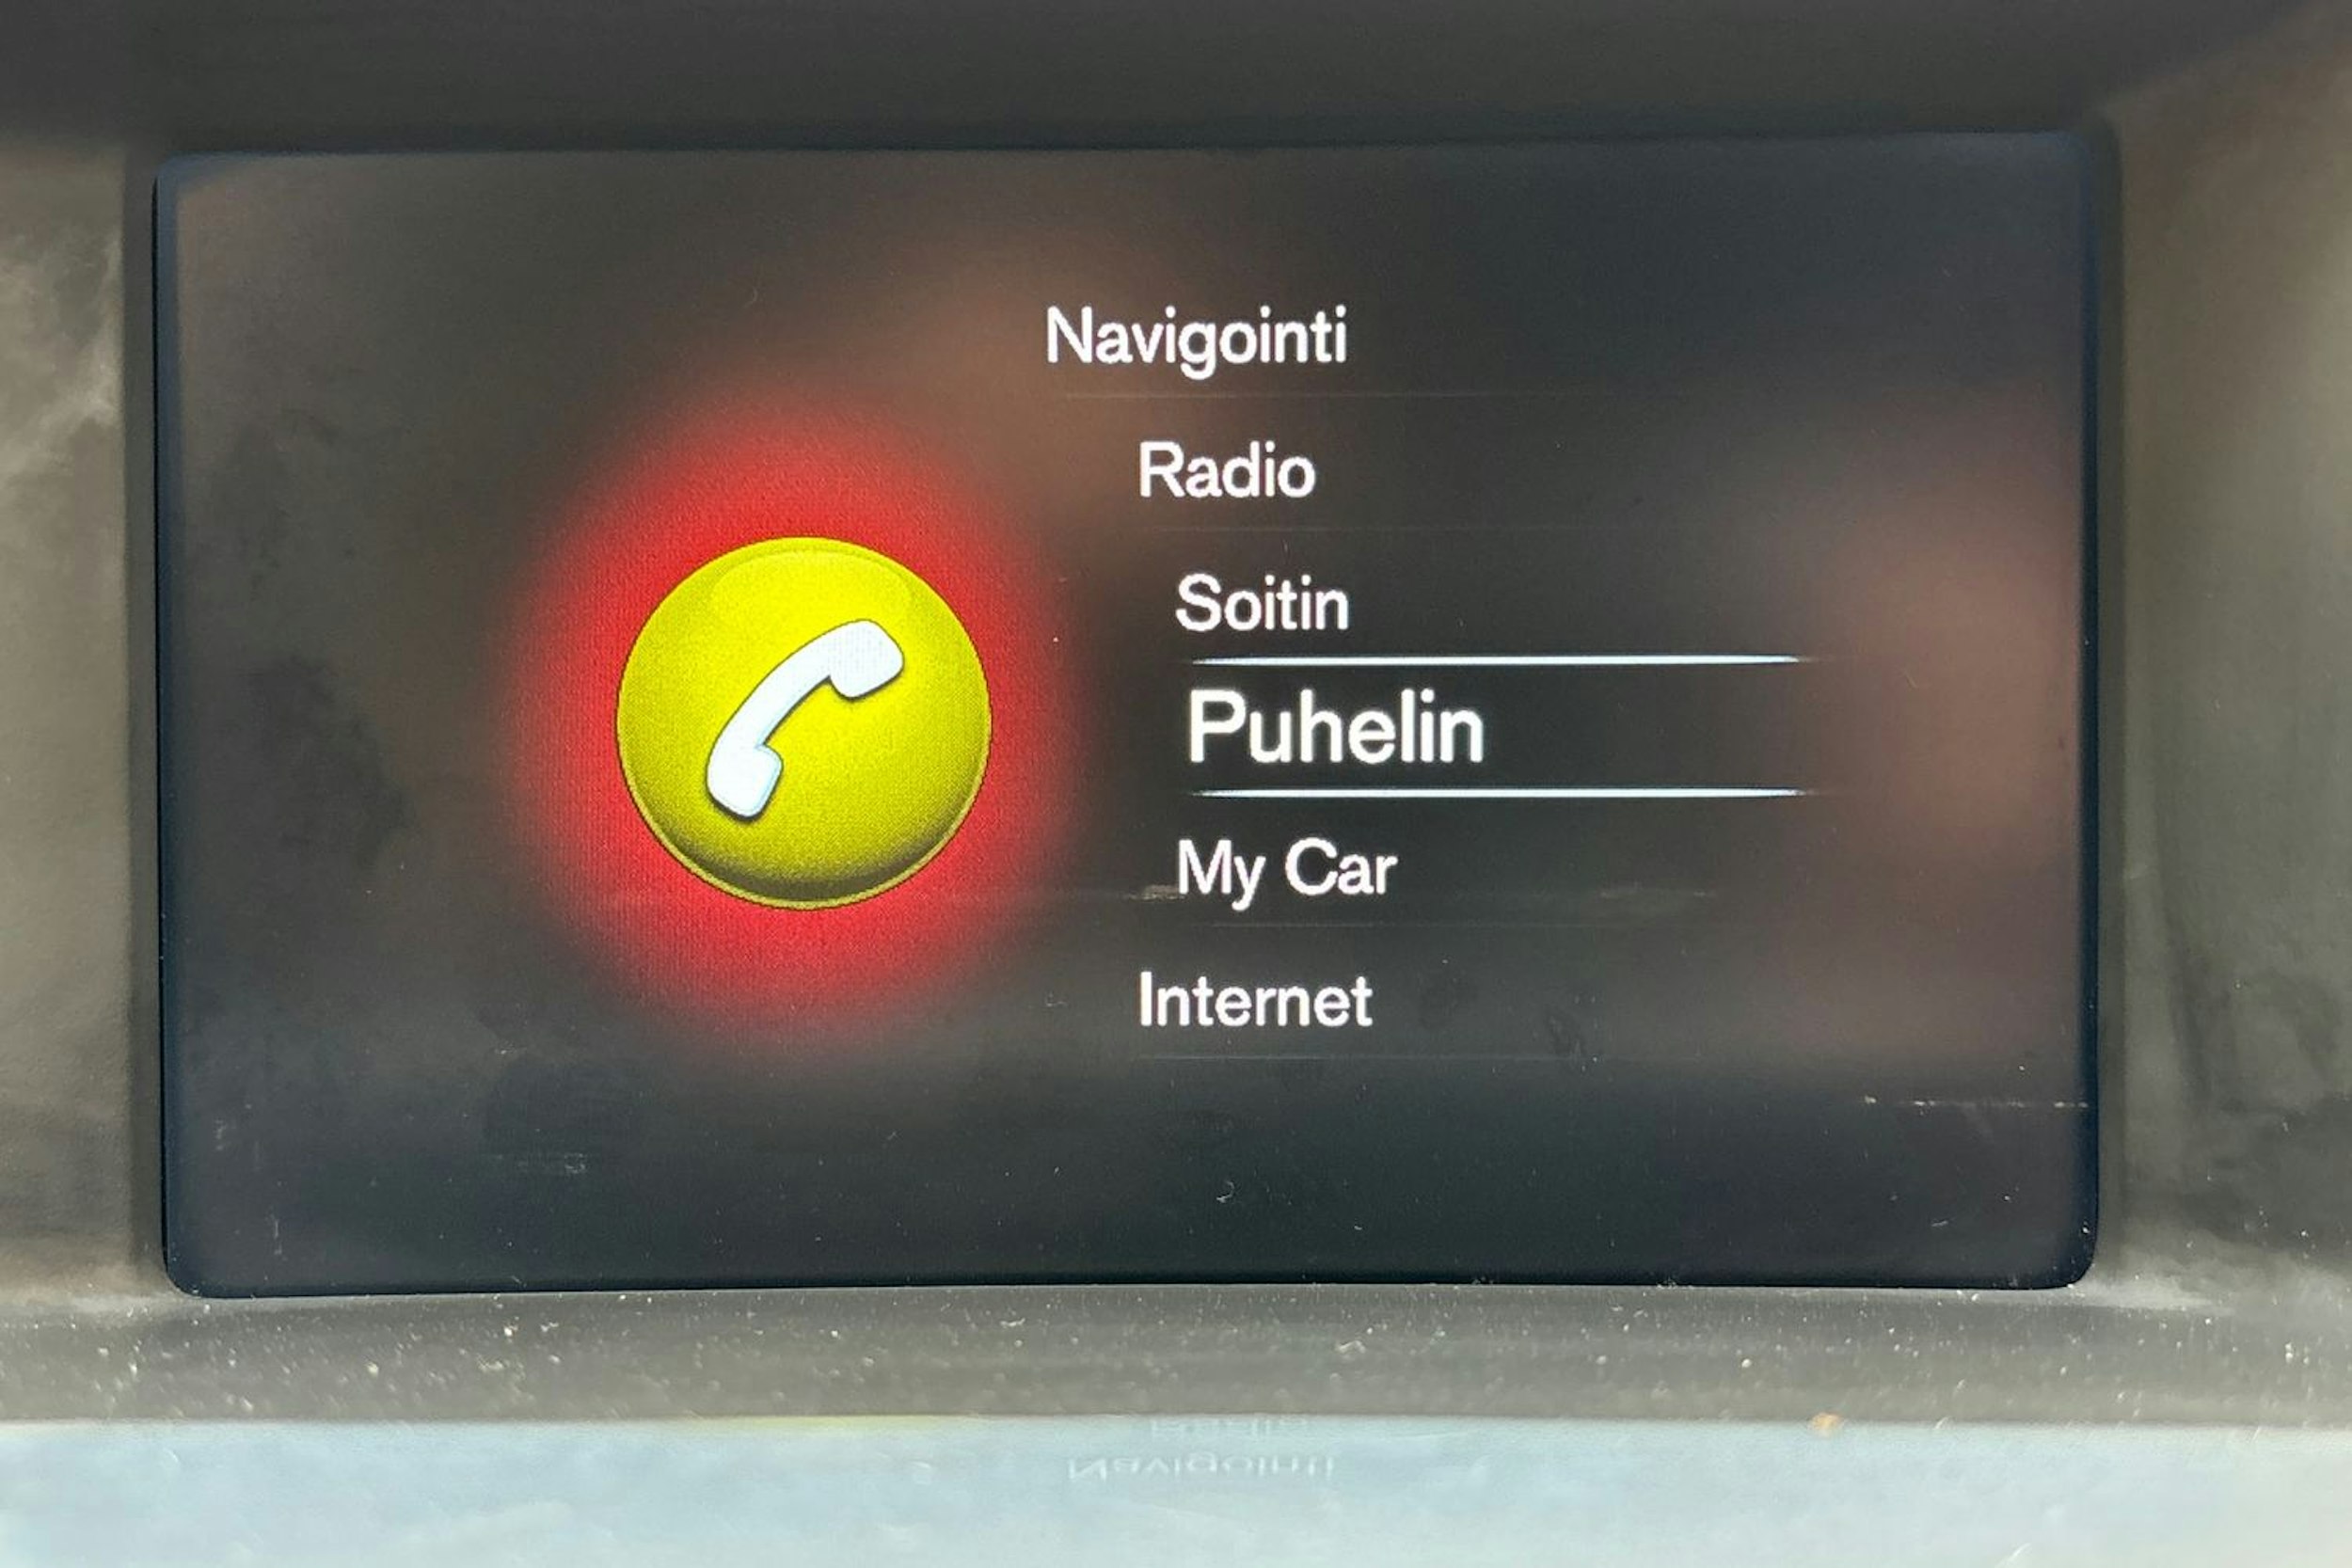 Navigointi
Radio
Soitin
Puhelin
My Car
Internet